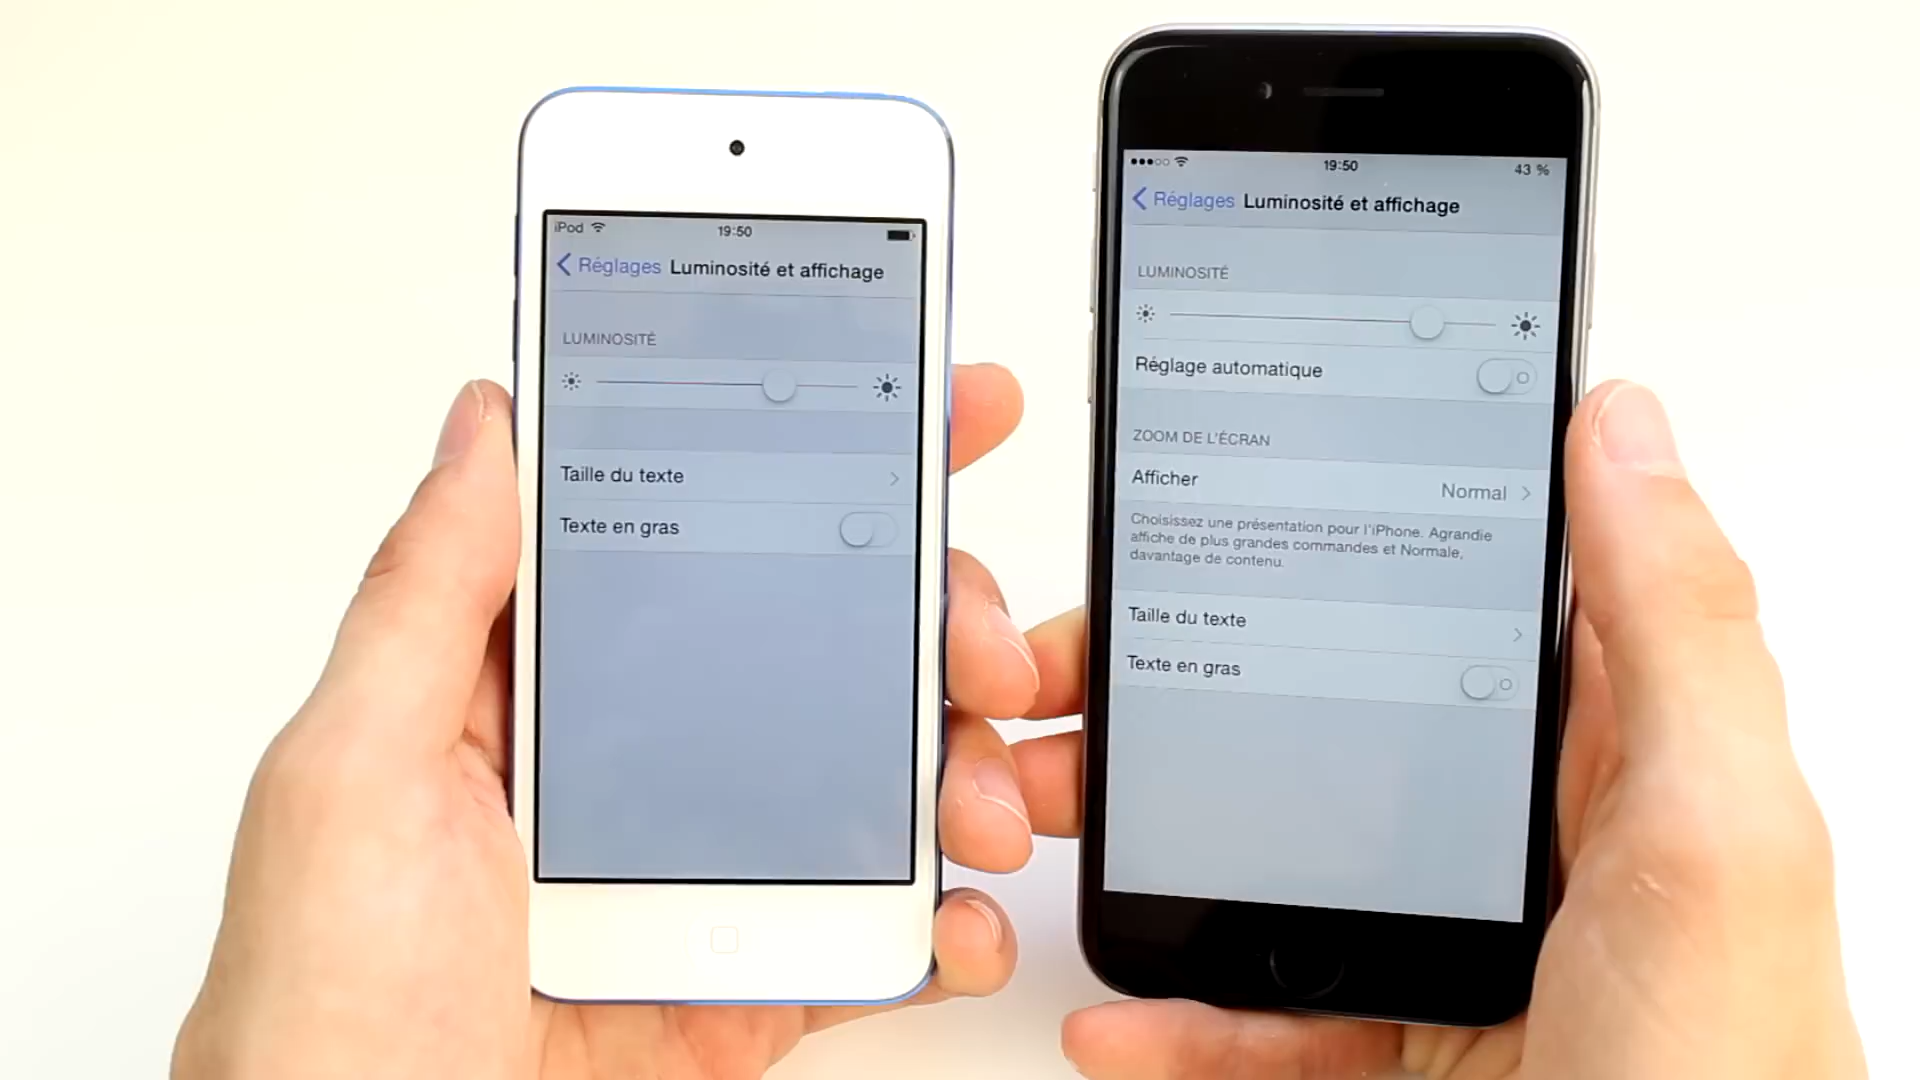 iPod 19:50
Réglages Luminosité et affichage
LUMINOSITÉ
Taille du texte
Texte en gras
19:50 43 %
Réglages Luminosité et affichage
LUMINOSITÉ
Réglage automatique
ZOOM DE L'ÉCRAN
Afficher Normal
Choisissez une présentation pour l'iPhone. Agrandie
affiche de plus grandes commandes et Normale,
davantage de contenu.
Taille du texte
Texte en gras